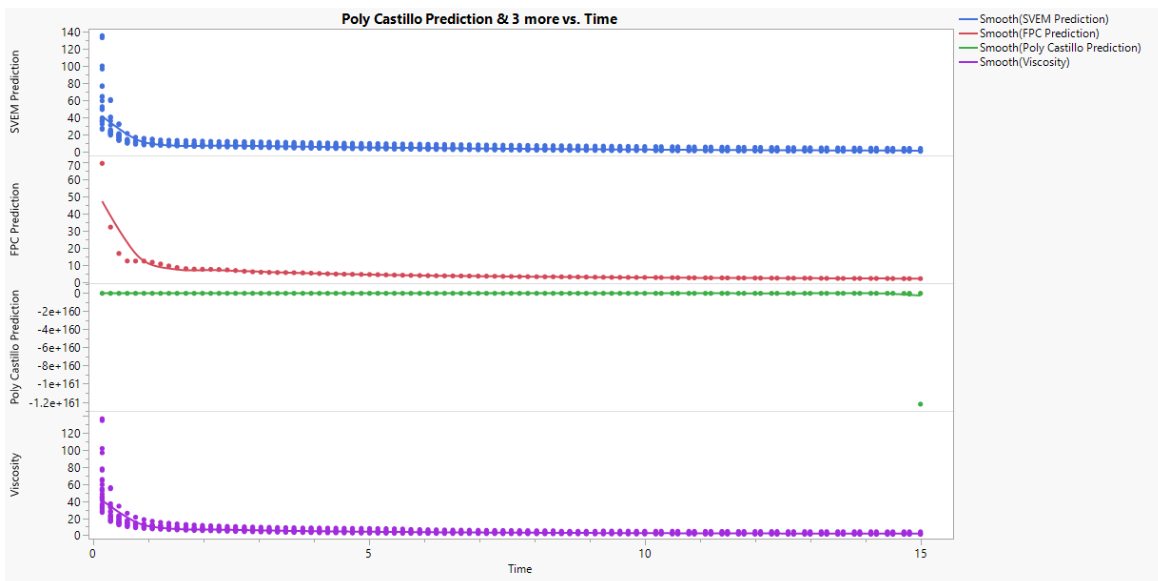 Poly Castillo Prediction & 3 more vs. Time
Smooth(SVEM Prediction)
Smooth(FPC Prediction)
Smooth(Poly Castillo Prediction)
Smooth(Viscosity)
SVEM Prediction
140
120
100
80
60
40
20
0
FPC Prediction
70
60
50
40
30
20
10
0
Poly Castillo Prediction
0
-2e+160
-4e+160
-6e+160
-8e+160
-1e+161
-1.2e+161
Viscosity
120
100
80
60
40
20
0
0 5 10 15
Time